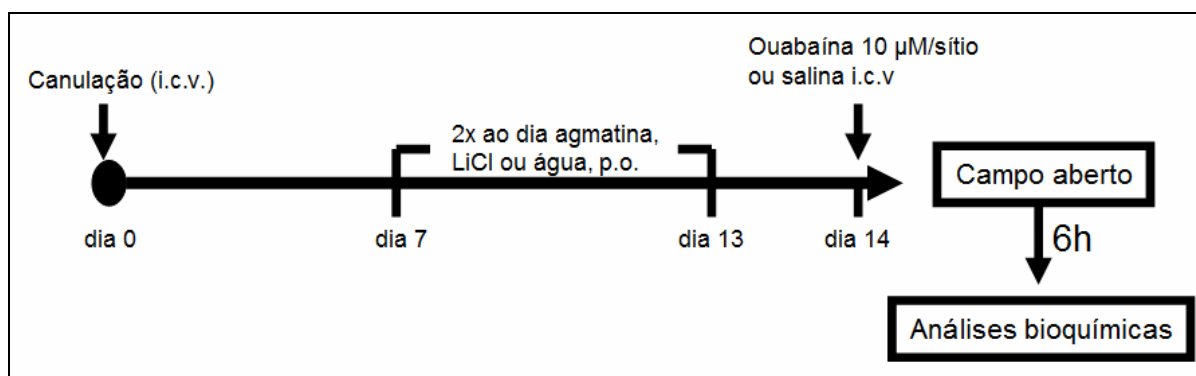 Ouabaína 10 µM/sítio
ou salina i.c.v
Canulação (i.c.v.)
2x ao dia agmatina,
LiCl ou água, p.o.
Campo aberto
dia 0
dia 7
dia 13
dia 14
6h
Análises bioquímicas